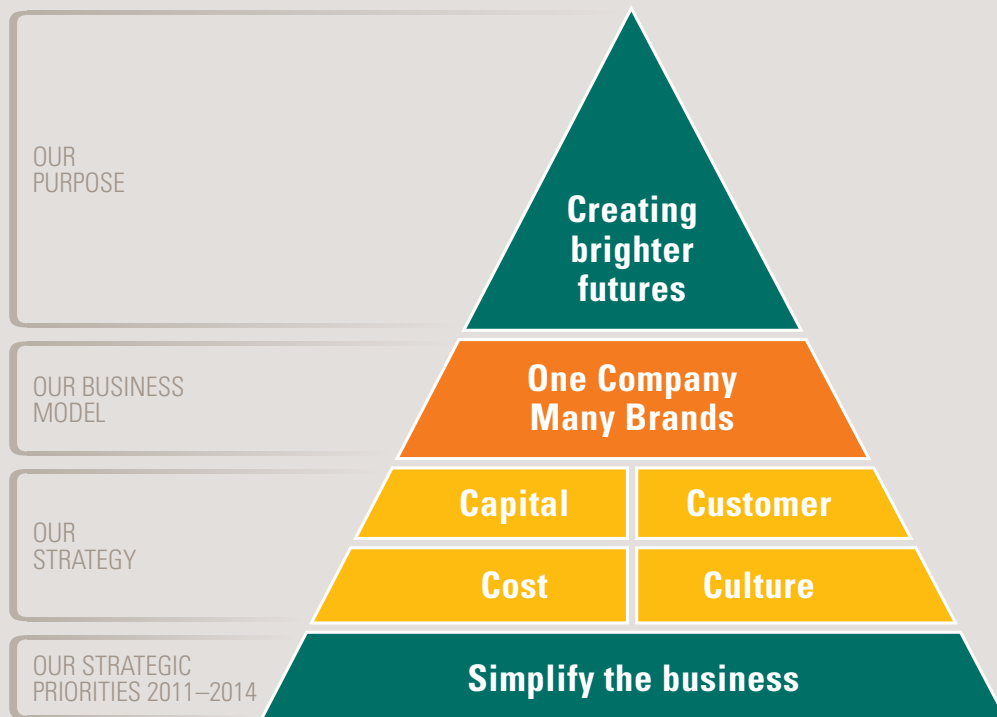 OUR
PURPOSE
Creating
brighter
futures
OUR BUSINESS
MODEL
One Company
Many Brands
OUR
STRATEGY
Capital
Customer
Cost
Culture
OUR STRATEGIC
PRIORITIES 2011–2014
Simplify the business